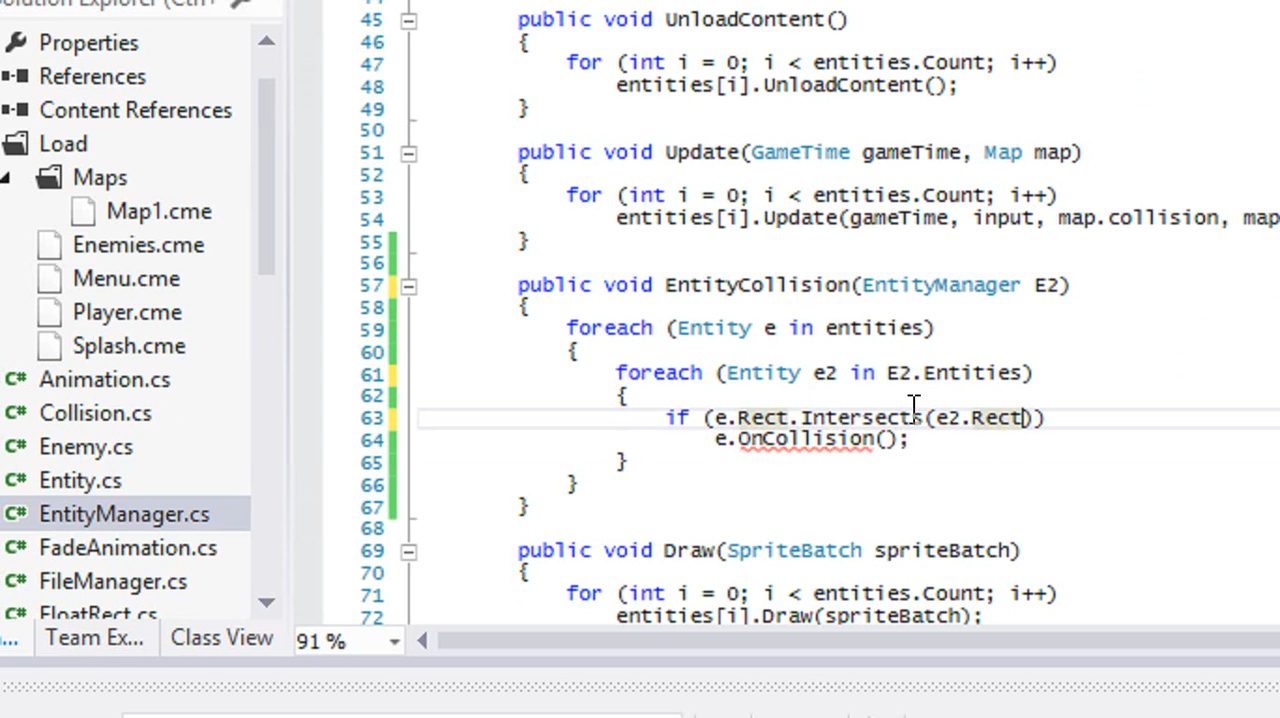 Properties
References
Content References
Load
Maps
Map1.cme
Enemies.cme
Menu.cme
Player.cme
Splash.cme
C# Animation.cs
C# Collision.cs
C# Enemy.cs
C# Entity.cs
C# EntityManager.cs
C# FadeAnimation.cs
C# FileManager.cs
C# FloatRect.cs
... Team Ex... Class View
45 public void UnloadContent()
46 {
47 for (int i = 0; i < entities.Count; i++)
48 entities[i].UnloadContent();
49 }
50
51 public void Update(GameTime gameTime, Map map)
52 {
53 for (int i = 0; i < entities.Count; i++)
54 entities[i].Update(gameTime, input, map.collision, map
55 }
56
57 public void EntityCollision(EntityManager E2)
58 {
59 foreach (Entity e in entities)
60 {
61 foreach (Entity e2 in E2.Entities)
62 {
63 if (e.Rect.Intersects(e2.Rect))
64 e.OnCollision();
65 }
66 }
67 }
68
69 public void Draw(SpriteBatch spriteBatch)
70 {
71 for (int i = 0; i < entities.Count; i++)
72 entities[i].Draw(spriteBatch);
91 %